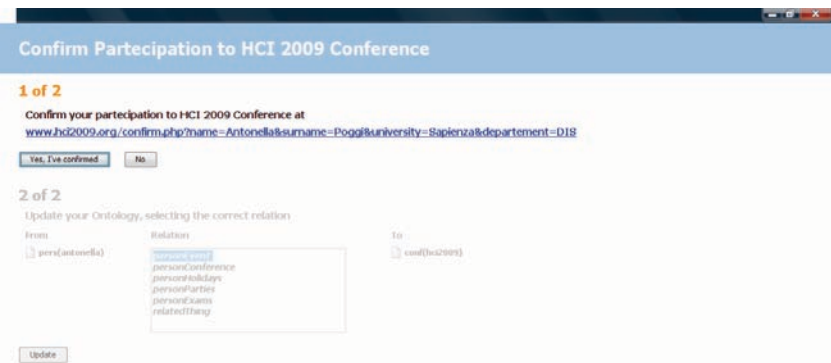 Confirm Partecipation to HCI 2009 Conference
1 of 2
Confirm your partecipation to HCI 2009 Conference at
www.hci2009.org/confirm.php?name=Antonella&surname=Poggi&university=Sapienza&departement=DIS
Yes, I've confirmed No
2 of 2
Update your Ontology, selecting the correct relation
From Relation To
pers(antonella) personEvent conf(hci2009)
personConference
personHolidays
personParties
personExams
relatedThing
Update